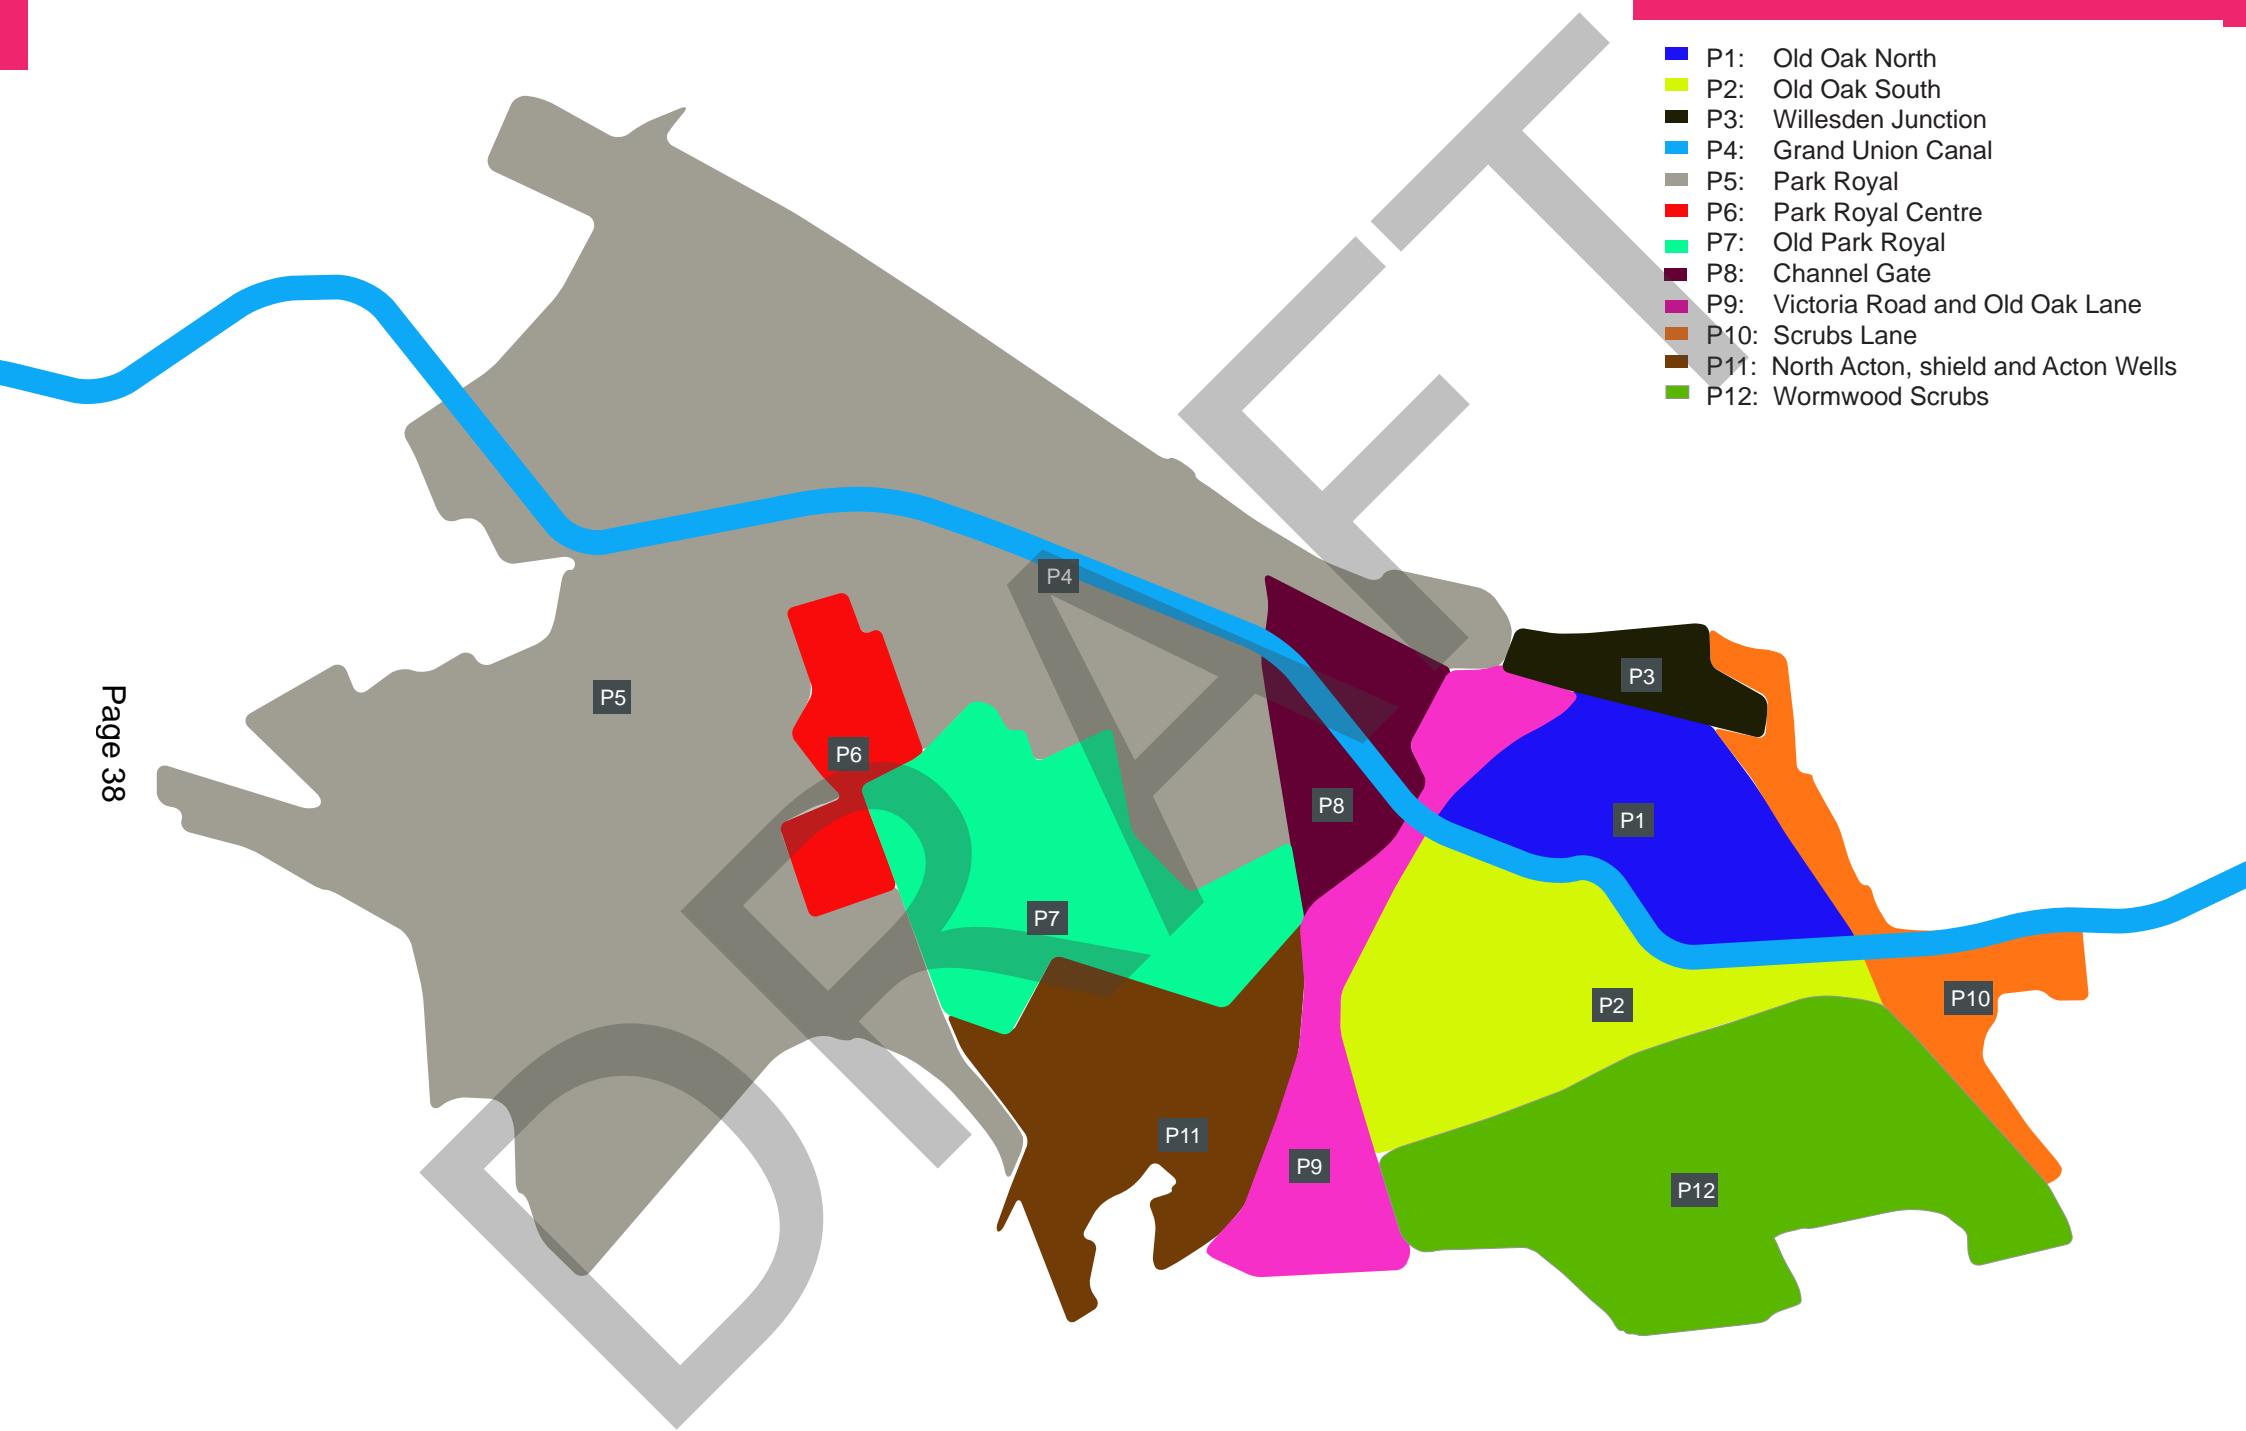 P1: Old Oak North
P2: Old Oak South
P3: Willesden Junction
P4: Grand Union Canal
P5: Park Royal
P6: Park Royal Centre
P7: Old Park Royal
P8: Channel Gate
P9: Victoria Road and Old Oak Lane
P10: Scrubs Lane
P11: North Acton, shield and Acton Wells
P12: Wormwood Scrubs
P4
P3
P5
P6
P8
P1
P7
P10
P2
P11
P9
P12
Page 38
DRAFT